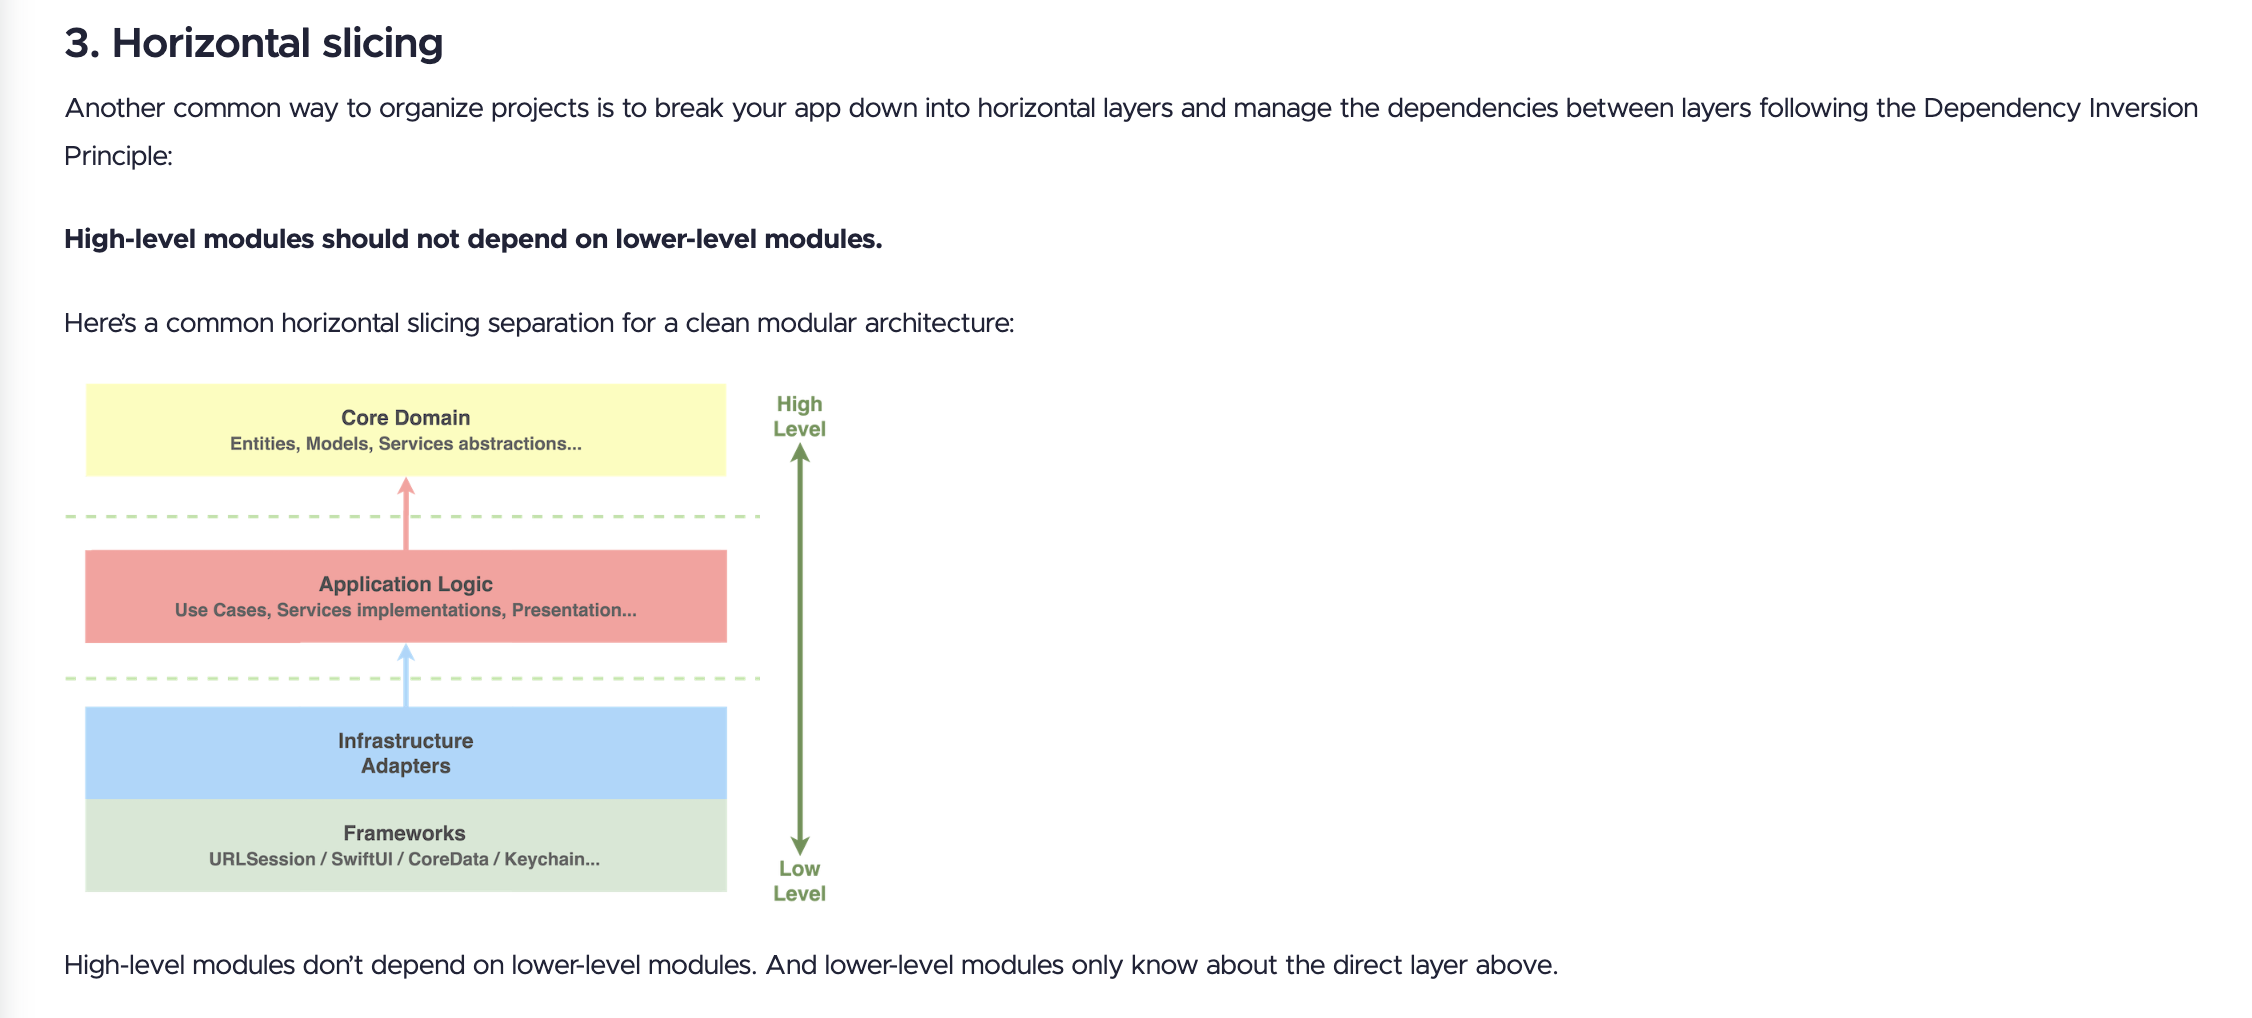 3. Horizontal slicing
Another common way to organize projects is to break your app down into horizontal layers and manage the dependencies between layers following the Dependency Inversion
Principle:
High-level modules should not depend on lower-level modules.
Here’s a common horizontal slicing separation for a clean modular architecture:
Core Domain
Entities, Models, Services abstractions...
High
Level
Application Logic
Use Cases, Services implementations, Presentation...
Infrastructure
Adapters
Frameworks
URLSession / SwiftUI / CoreData / Keychain...
Low
Level
High-level modules don’t depend on lower-level modules. And lower-level modules only know about the direct layer above.